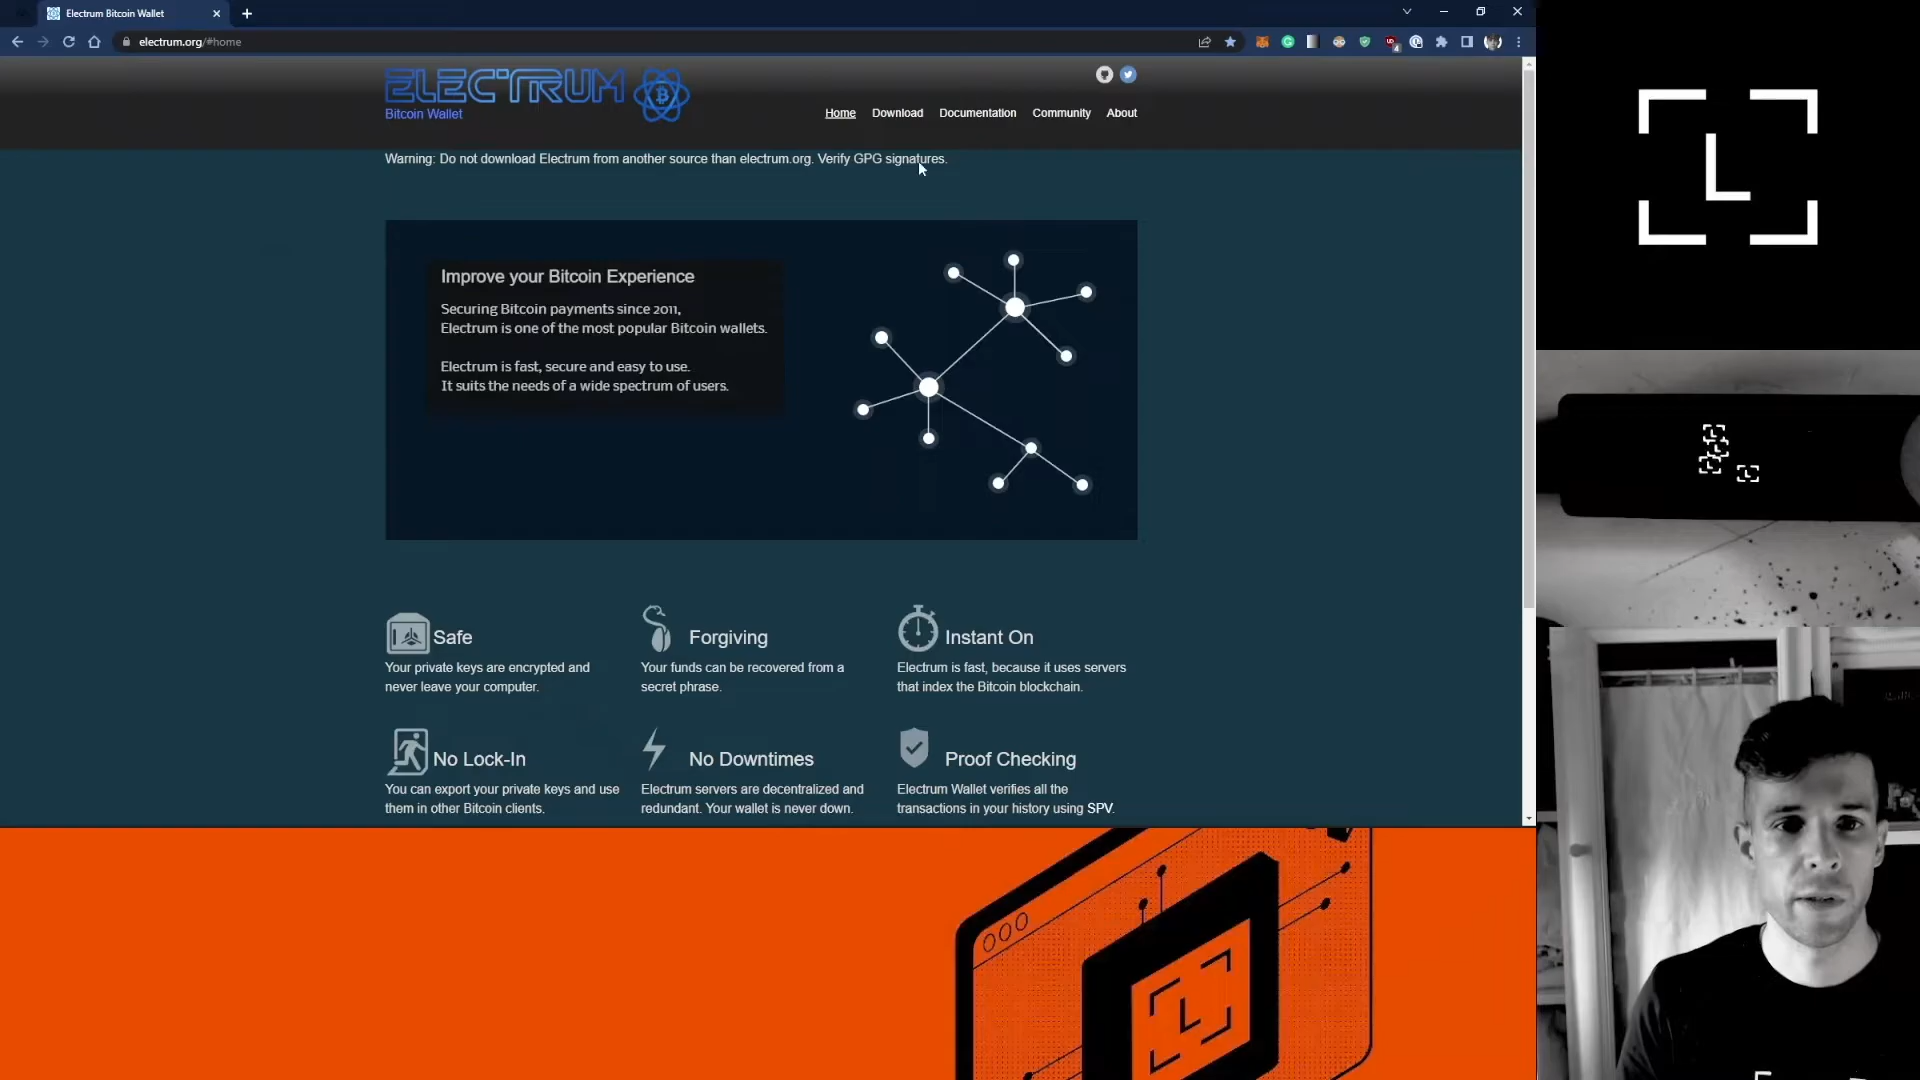 Electrum Bitcoin Wallet
electrum.org/#home
ELECTRUM
Bitcoin Wallet
Home Download Documentation Community About
Warning: Do not download Electrum from another source than electrum.org. Verify GPG signatures.
Improve your Bitcoin Experience
Securing Bitcoin payments since 2011,
Electrum is one of the most popular Bitcoin wallets.
Electrum is fast, secure and easy to use.
It suits the needs of a wide spectrum of users.
Safe
Your private keys are encrypted and
never leave your computer.
Forgiving
Your funds can be recovered from a
secret phrase.
Instant On
Electrum is fast, because it uses servers
that index the Bitcoin blockchain.
No Lock-In
You can export your private keys and use
them in other Bitcoin clients.
No Downtimes
Electrum servers are decentralized and
redundant. Your wallet is never down.
Proof Checking
Electrum Wallet verifies all the
transactions in your history using SPV.
L